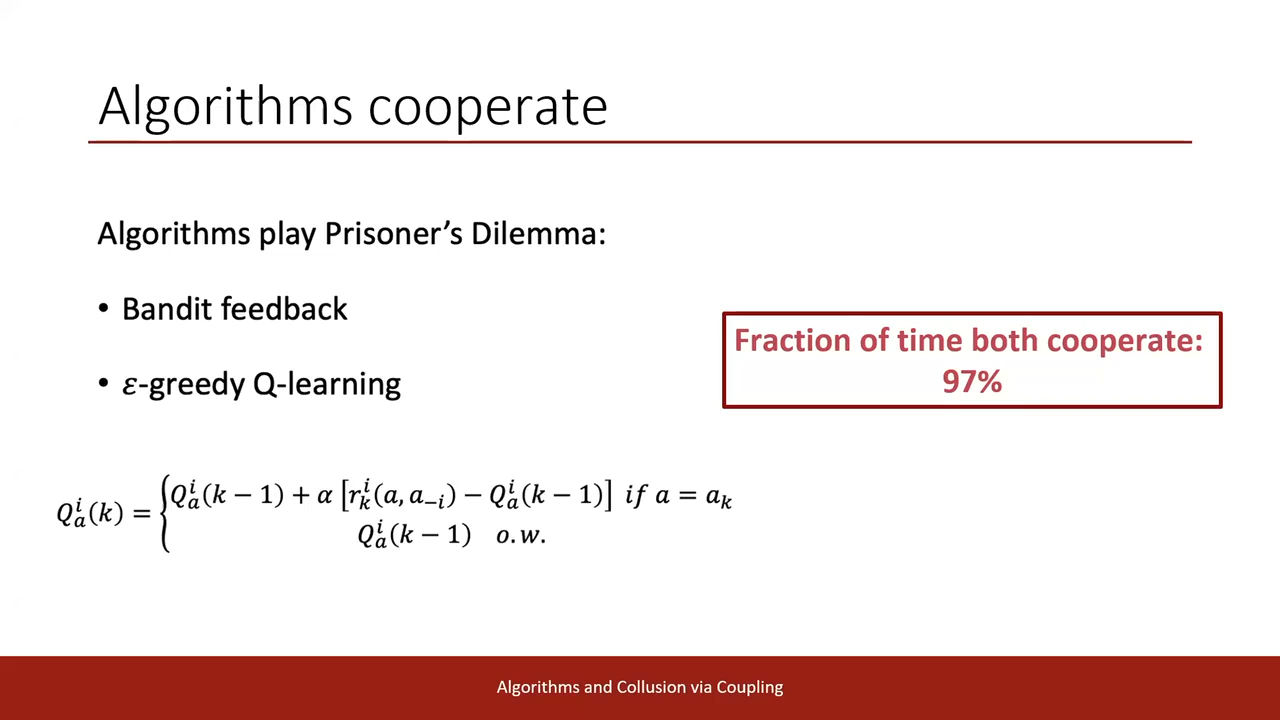 Algorithms cooperate
Algorithms play Prisoner's Dilemma:
• Bandit feedback
• ε-greedy Q-learning
Fraction of time both cooperate:
97%
Q_a^i(k) = { Q_a^i(k − 1) + α [r_k^i(a, a_{−i}) − Q_a^i(k − 1)] if a = a_k
Q_a^i(k − 1) o.w.
Algorithms and Collusion via Coupling